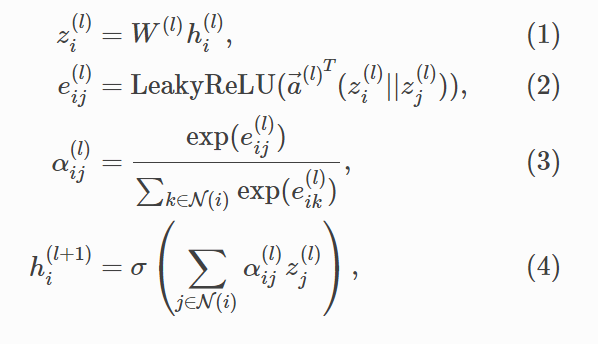 $z_i^{(l)} = W^{(l)} h_i^{(l)},$ (1)
$e_{ij}^{(l)} = \text{LeakyReLU}(\vec{a}^{(l)^T}(z_i^{(l)} || z_j^{(l)})),$ (2)
$\alpha_{ij}^{(l)} = \frac{\exp(e_{ij}^{(l)})}{\sum_{k \in \mathcal{N}(i)} \exp(e_{ik}^{(l)})},$ (3)
$h_i^{(l+1)} = \sigma \left( \sum_{j \in \mathcal{N}(i)} \alpha_{ij}^{(l)} z_j^{(l)} \right),$ (4)